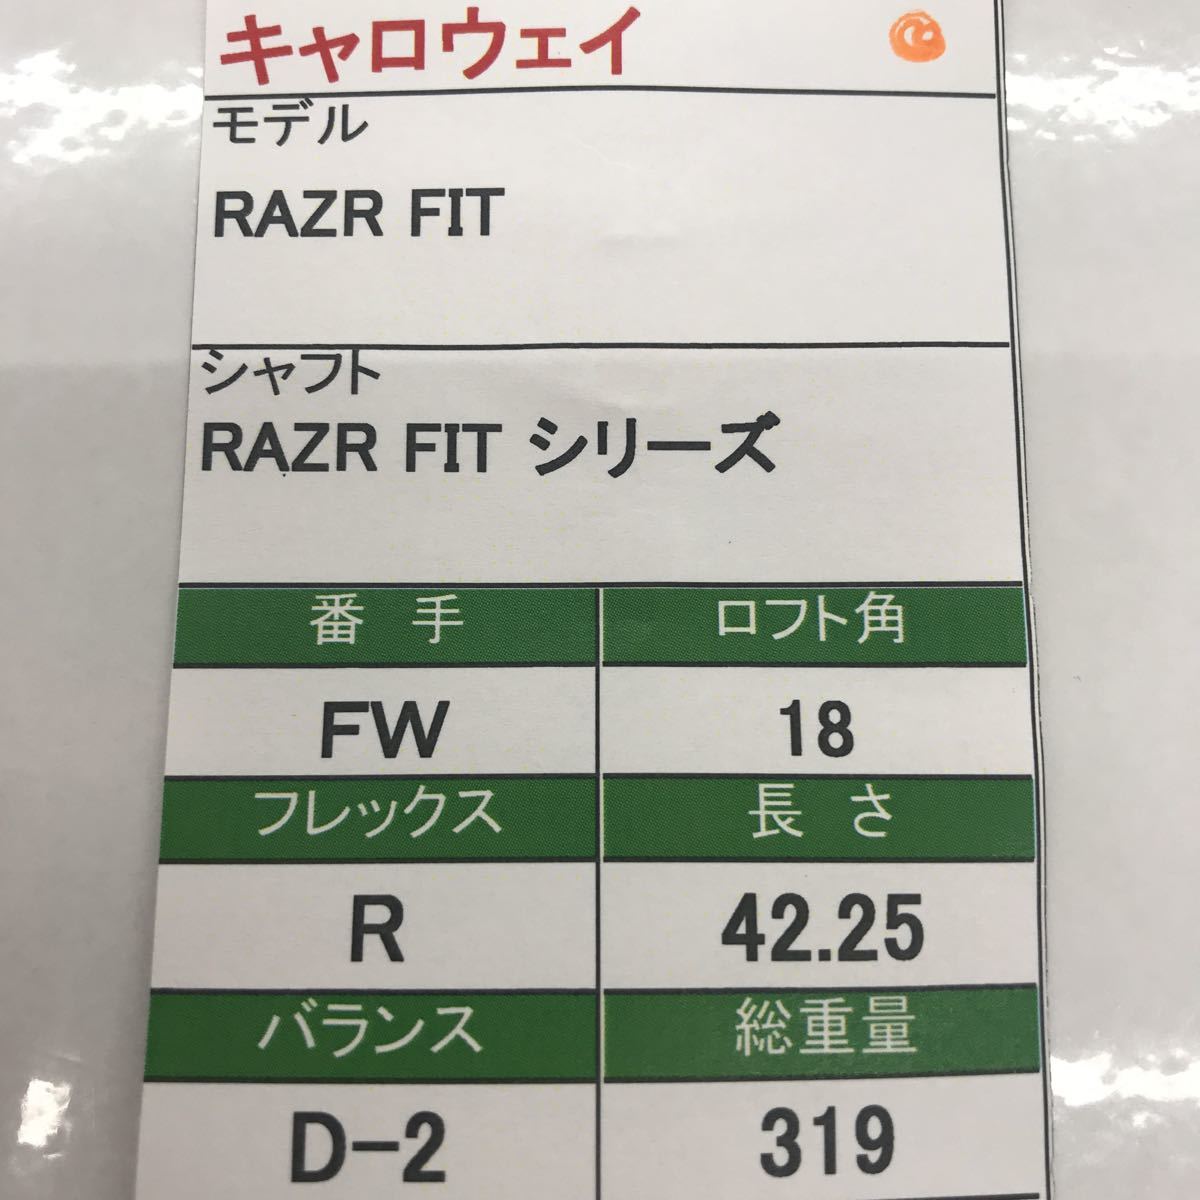 キャロウェイ
モデル
RAZR FIT
シャフト
RAZR FIT シリーズ
番 手 ロフト角
FW 18
フレックス 長 さ
R 42.25
バランス 総重量
D-2 319